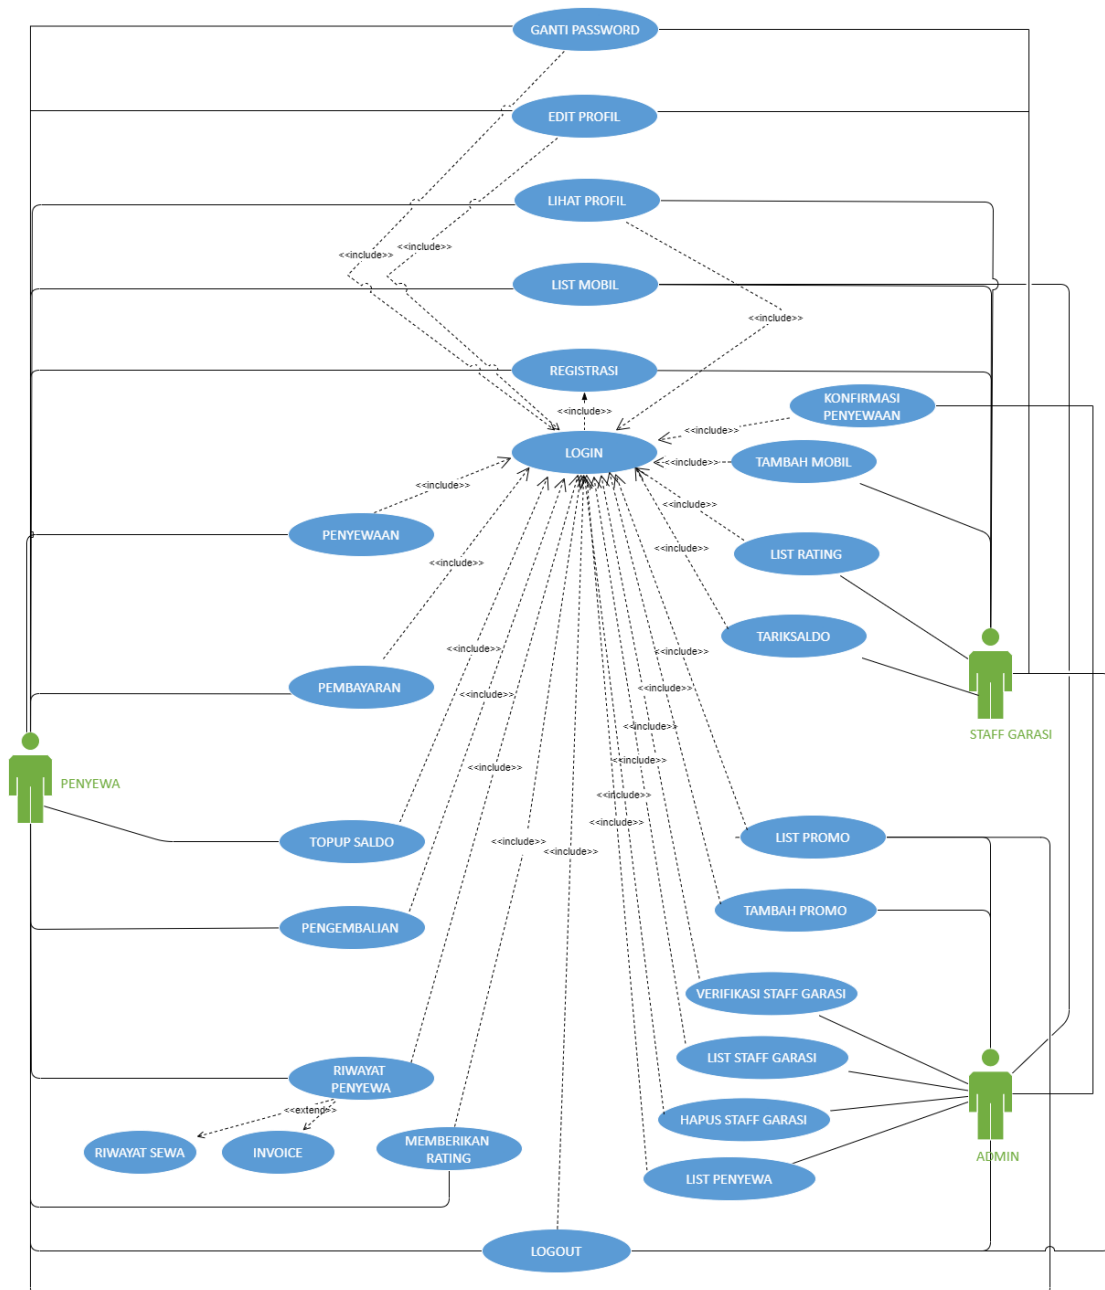 GANTI PASSWORD
EDIT PROFIL
LIHAT PROFIL
<<include>>
<<include>>
LIST MOBIL
<<include>>
REGISTRASI
KONFIRMASI
PENYEWAAN
<<include>>
<<include>>
LOGIN
<<include>>
TAMBAH MOBIL
<<include>>
PENYEWAAN
<<include>>
<<include>>
LIST RATING
<<include>>
TARIKSALDO
<<include>>
<<include>>
PEMBAYARAN
<<include>>
<<include>>
<<include>>
STAFF GARASI
<<include>>
<<include>>
PENYEWA
<<include>>
<<include>>
TOPUP SALDO
<<include>>
<<include>>
LIST PROMO
PENGEMBALIAN
TAMBAH PROMO
VERIFIKASI STAFF GARASI
LIST STAFF GARASI
RIWAYAT
PENYEWA
<<extend>>
HAPUS STAFF GARASI
RIWAYAT SEWA
INVOICE
MEMBERIKAN
RATING
ADMIN
LIST PENYEWA
LOGOUT